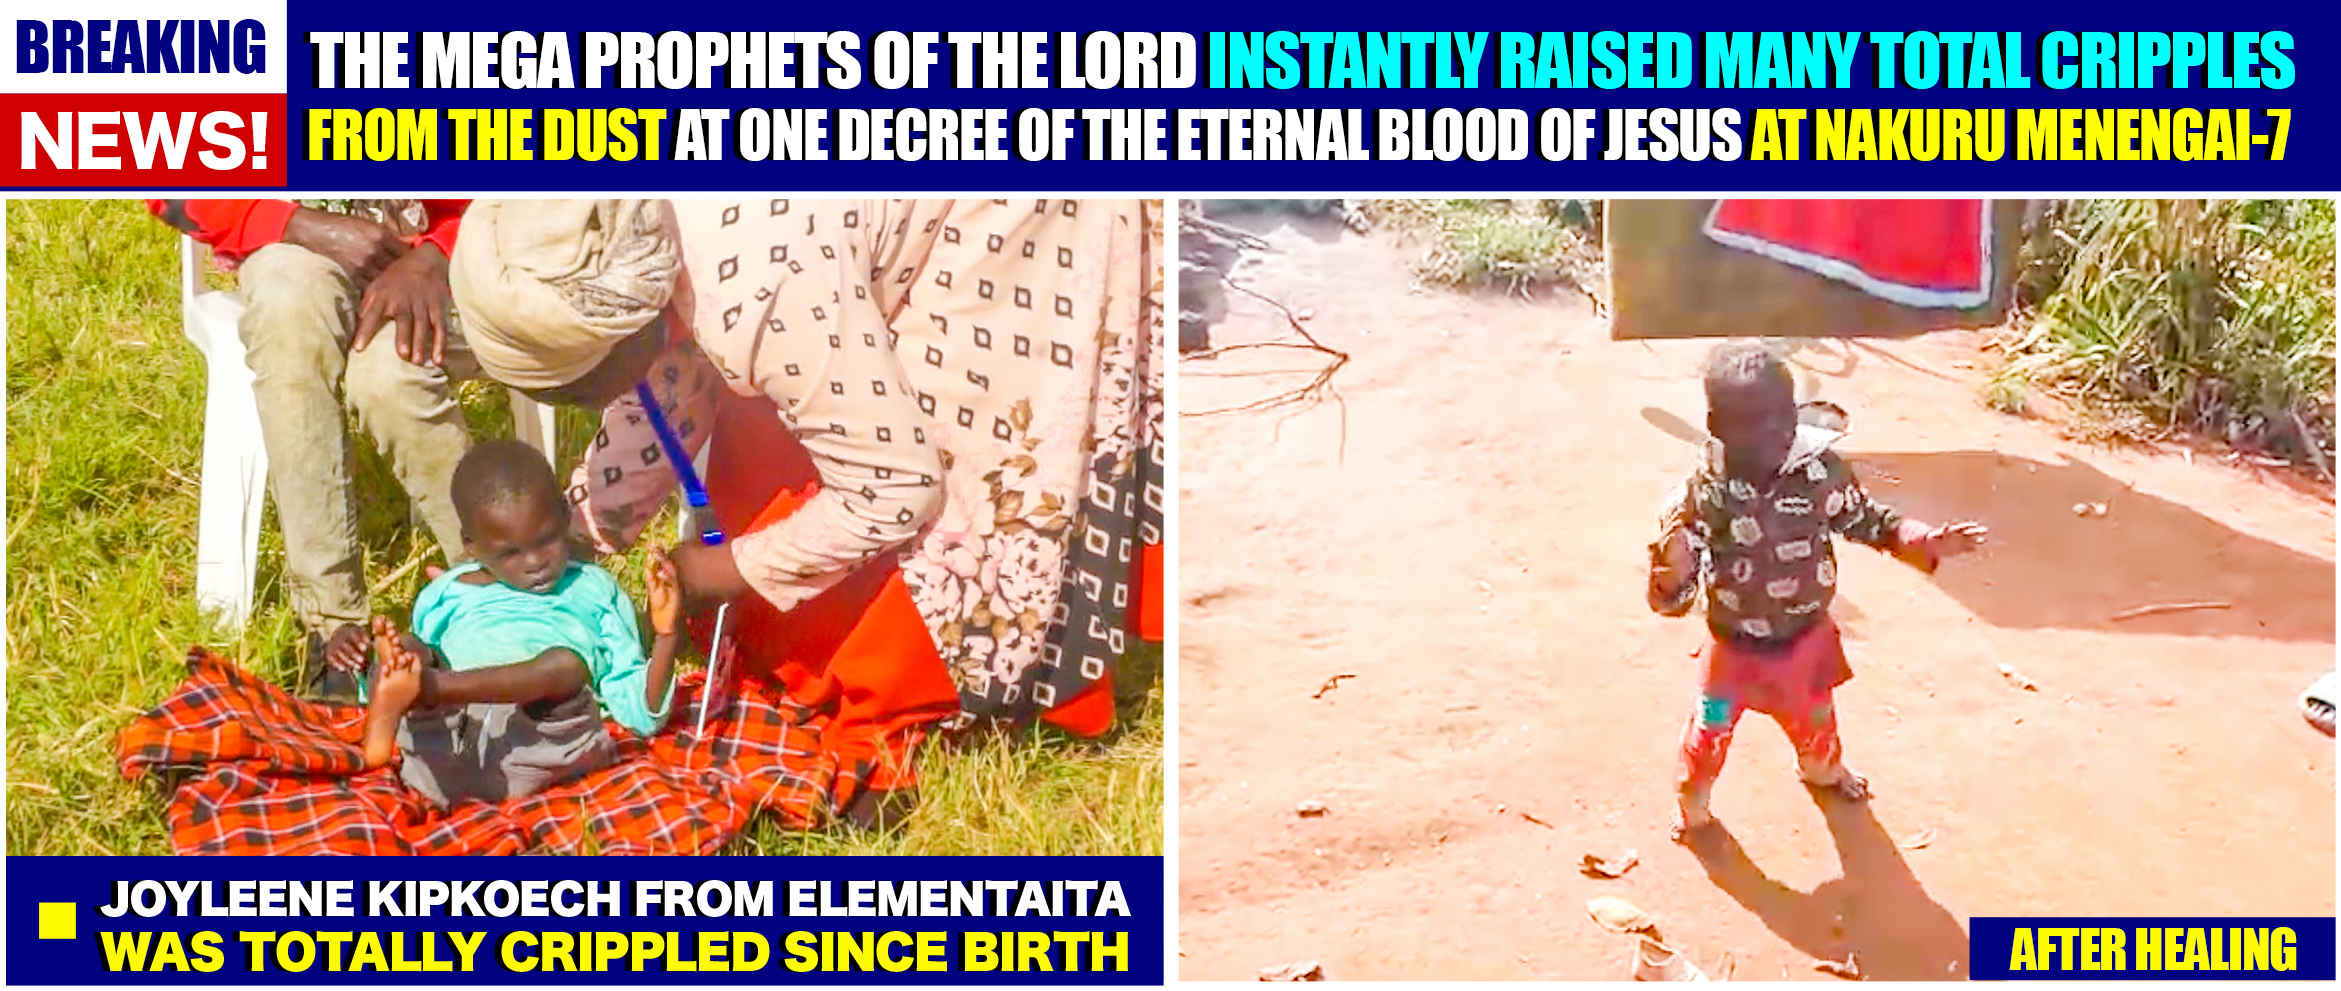 BREAKING
NEWS!
THE MEGA PROPHETS OF THE LORD INSTANTLY RAISED MANY TOTAL CRIPPLES
FROM THE DUST AT ONE DECREE OF THE ETERNAL BLOOD OF JESUS AT NAKURU MENENGAI-7
JOYLEENE KIPKOECH FROM ELEMENTAITA
WAS TOTALLY CRIPPLED SINCE BIRTH
AFTER HEALING